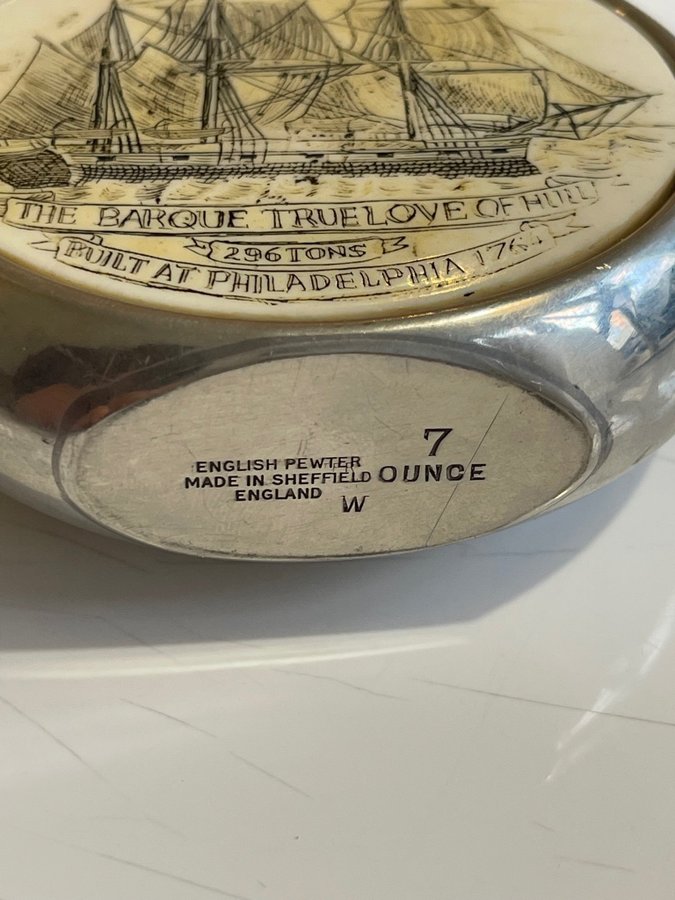 THE BARQUE TRUELOVE OF HULL
296 TONS
BUILT AT PHILADELPHIA 1764
ENGLISH PEWTER
MADE IN SHEFFIELD
ENGLAND
W
7
OUNCE